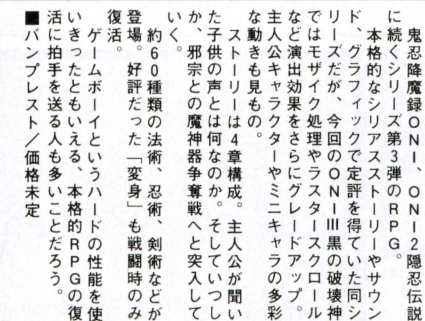 鬼忍降魔録ONI、ONI2隠忍伝説
に続くシリーズ第3弾のRPG。
本格的なシリアスストーリーやサウン
ド、グラフィックで定評を得ていた同シ
リーズだが、今回のONIⅢ黒の破壊神
ではモザイク処理やラスタースクロール
など演出効果をさらにグレードアップ。
主人公キャラクターやミニキャラの多彩
な動きも見もの。
ストーリーは4章構成。主人公が聞い
た子供の声とは何なのか。そしていつし
か、邪宗との魔神器争奪戦へと突入して
いく。
約60種類の法術、忍術、剣術などが
登場。好評だった「変身」も戦闘時のみ
復活。
ゲームボーイというハードの性能を使
いきったともいえる、本格的RPGの復
活に拍手を送る人も多いことだろう。
■バンプレスト／価格未定